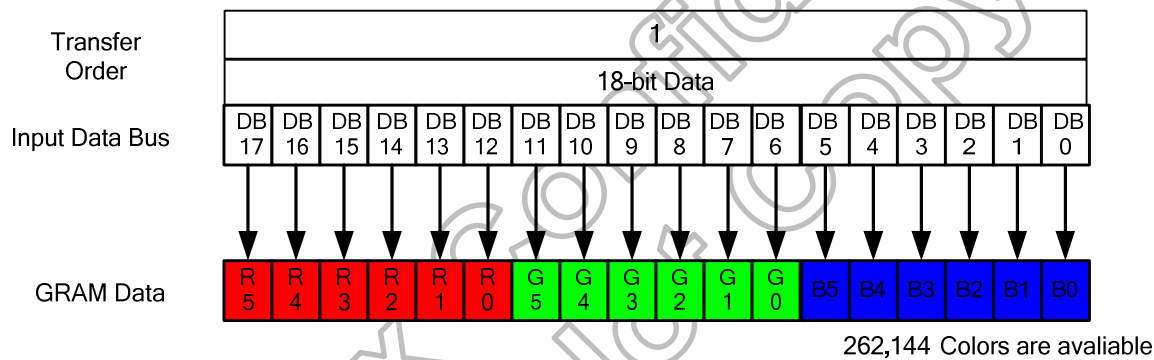 Transfer Order
1
18-bit Data
Input Data Bus
DB 17 DB 16 DB 15 DB 14 DB 13 DB 12 DB 11 DB 10 DB 9 DB 8 DB 7 DB 6 DB 5 DB 4 DB 3 DB 2 DB 1 DB 0
GRAM Data
R 5 R 4 R 3 R 2 R 1 R 0 G 5 G 4 G 3 G 2 G 1 G 0 B5 B4 B3 B2 B1 B0
262,144 Colors are avaliable